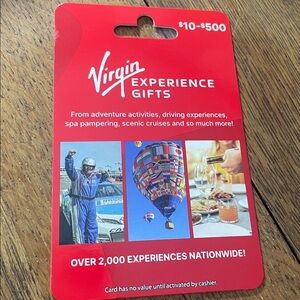 $10-$500
Virgin EXPERIENCE
GIFTS
From adventure activities, driving experiences,
spa pampering, scenic cruises and so much more!
OVER 2,000 EXPERIENCES NATIONWIDE!
Card has no value until activated by cashier.